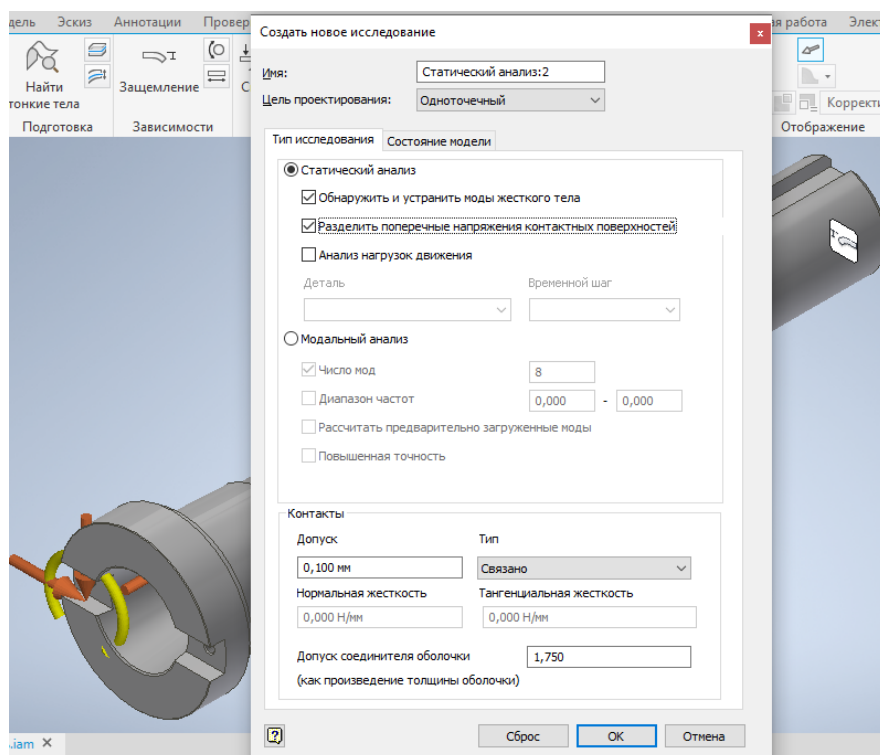 дель Эскиз Аннотации Провер
ая работа Элек
Создать новое исследование
x
Найти
тонкие тела
Защемление
С
Коррект
Подготовка
Зависимости
Отображение
Имя:
Статический анализ:2
Цель проектирования:
Одноточечный
Тип исследования Состояние модели
Статический анализ
Обнаружить и устранить моды жесткого тела
Разделить поперечные напряжения контактных поверхностей
Анализ нагрузок движения
Деталь Временной шаг
Модальный анализ
Число мод 8
Диапазон частот 0,000 - 0,000
Рассчитать предварительно загруженные моды
Повышенная точность
Контакты
Допуск Тип
0,100 мм Связано
Нормальная жесткость Тангенциальная жесткость
0,000 Н/мм 0,000 Н/мм
Допуск соединителя оболочки 1,750
(как произведение толщины оболочки)
? Сброс OK Отмена
.iam X